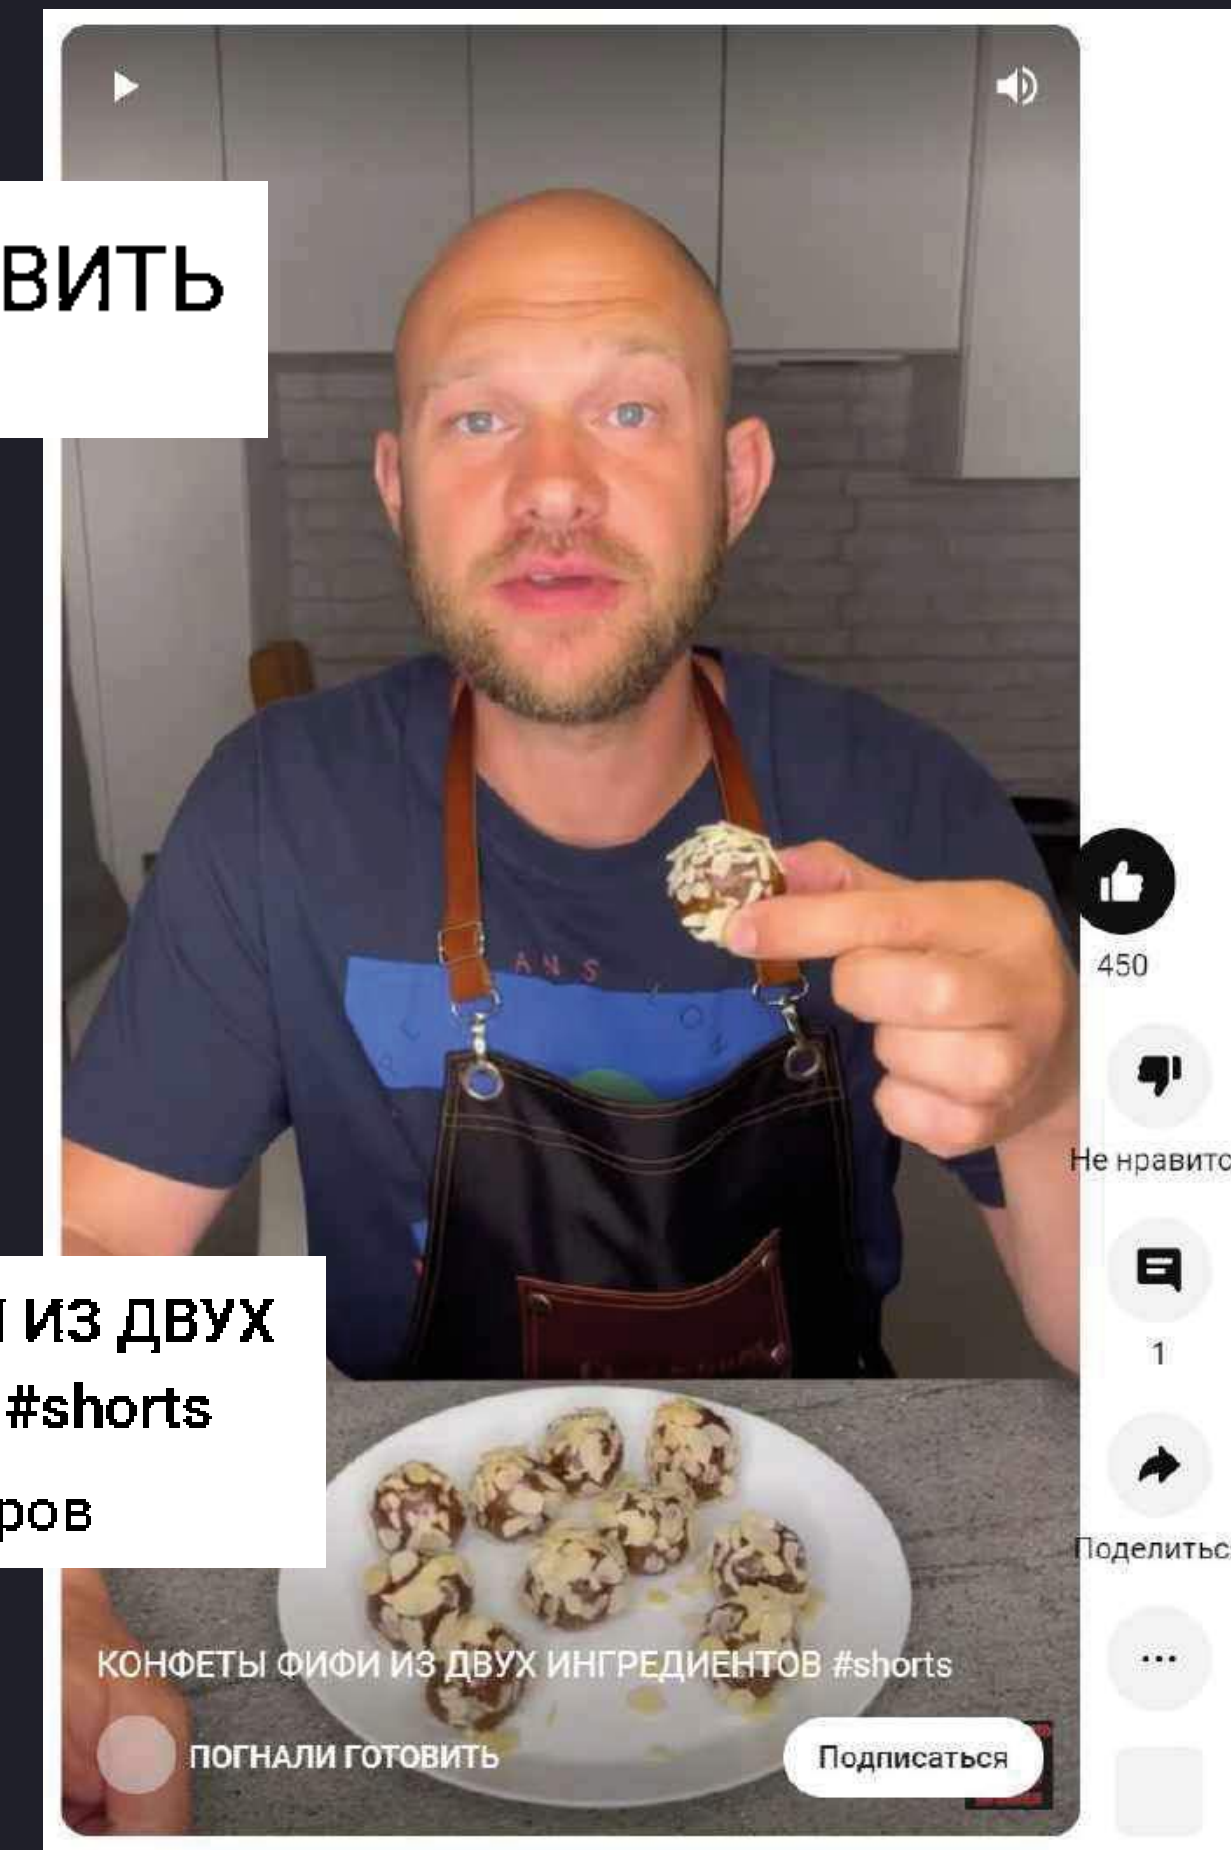 ВИТЬ
ANS
450
Не нравитс
1
ИЗ ДВУХ
#shorts
ров
Поделитьс
КОНФЕТЫ ФИФИ ИЗ ДВУХ ИНГРЕДИЕНТОВ #shorts
ПОГНАЛИ ГОТОВИТЬ
Подписаться